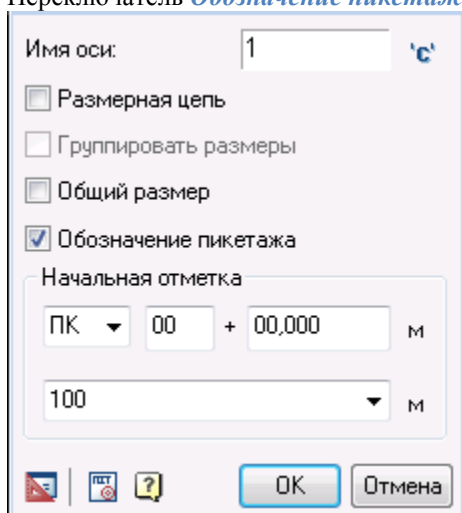 Переключатель Обозначение пикетаж
Имя оси: 1 'c'
Размерная цепь
Группировать размеры
Общий размер
Обозначение пикетажа
Начальная отметка
ПК 00 + 00,000 м
100 м
OK Отмена